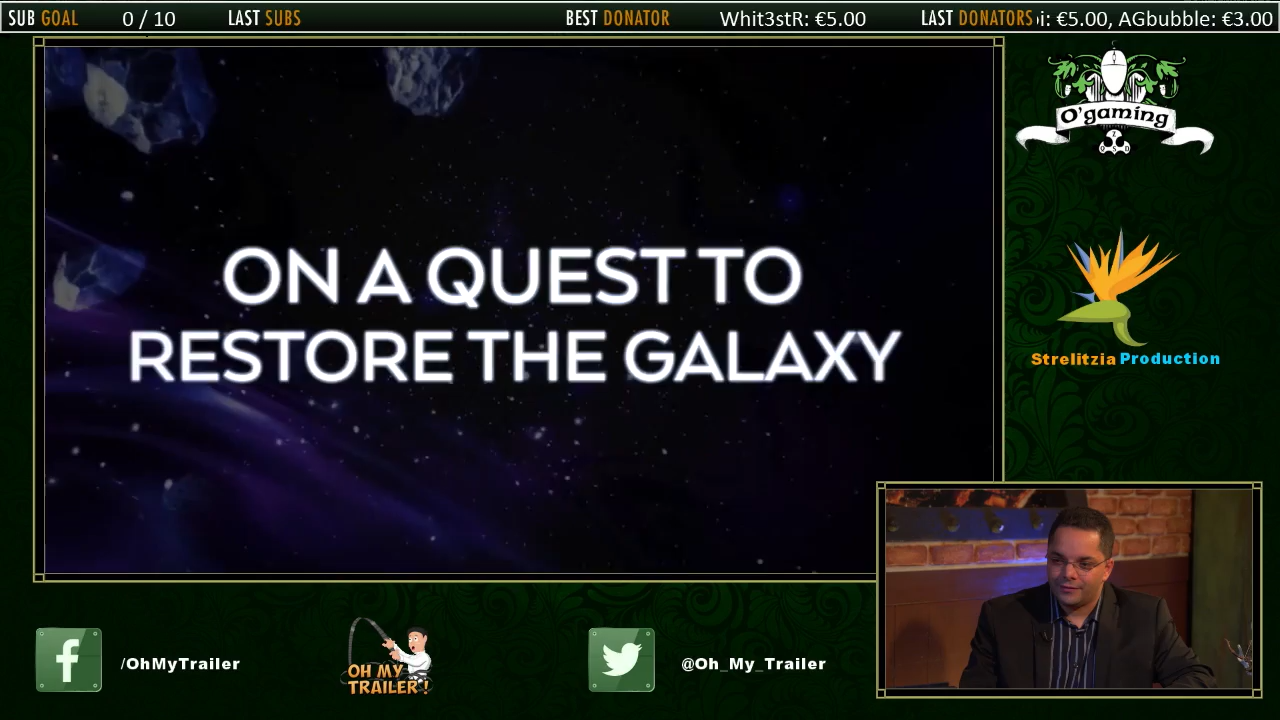 SUB GOAL 0 / 10 LAST SUBS BEST DONATOR Whit3stR: €5.00 LAST DONATORS i: €5.00, AGbubble: €3.00
O'gaming
ON A QUEST TO
RESTORE THE GALAXY
Strelitzia Production
/OhMyTrailer
OH MY
TRAILER !
@Oh_My_Trailer